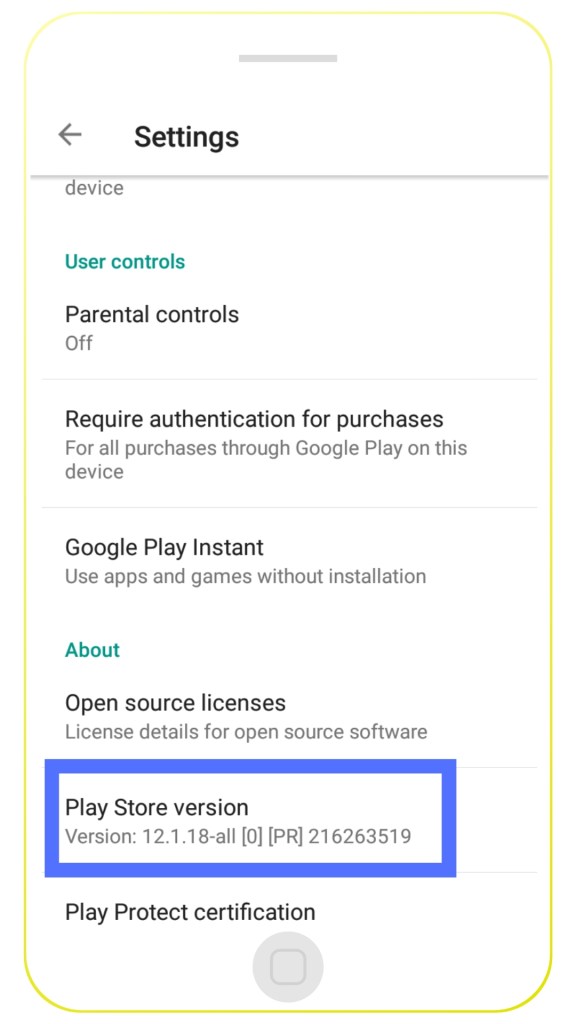 Settings
device
User controls
Parental controls
Off
Require authentication for purchases
For all purchases through Google Play on this
device
Google Play Instant
Use apps and games without installation
About
Open source licenses
License details for open source software
Play Store version
Version: 12.1.18-all [0] [PR] 216263519
Play Protect certification